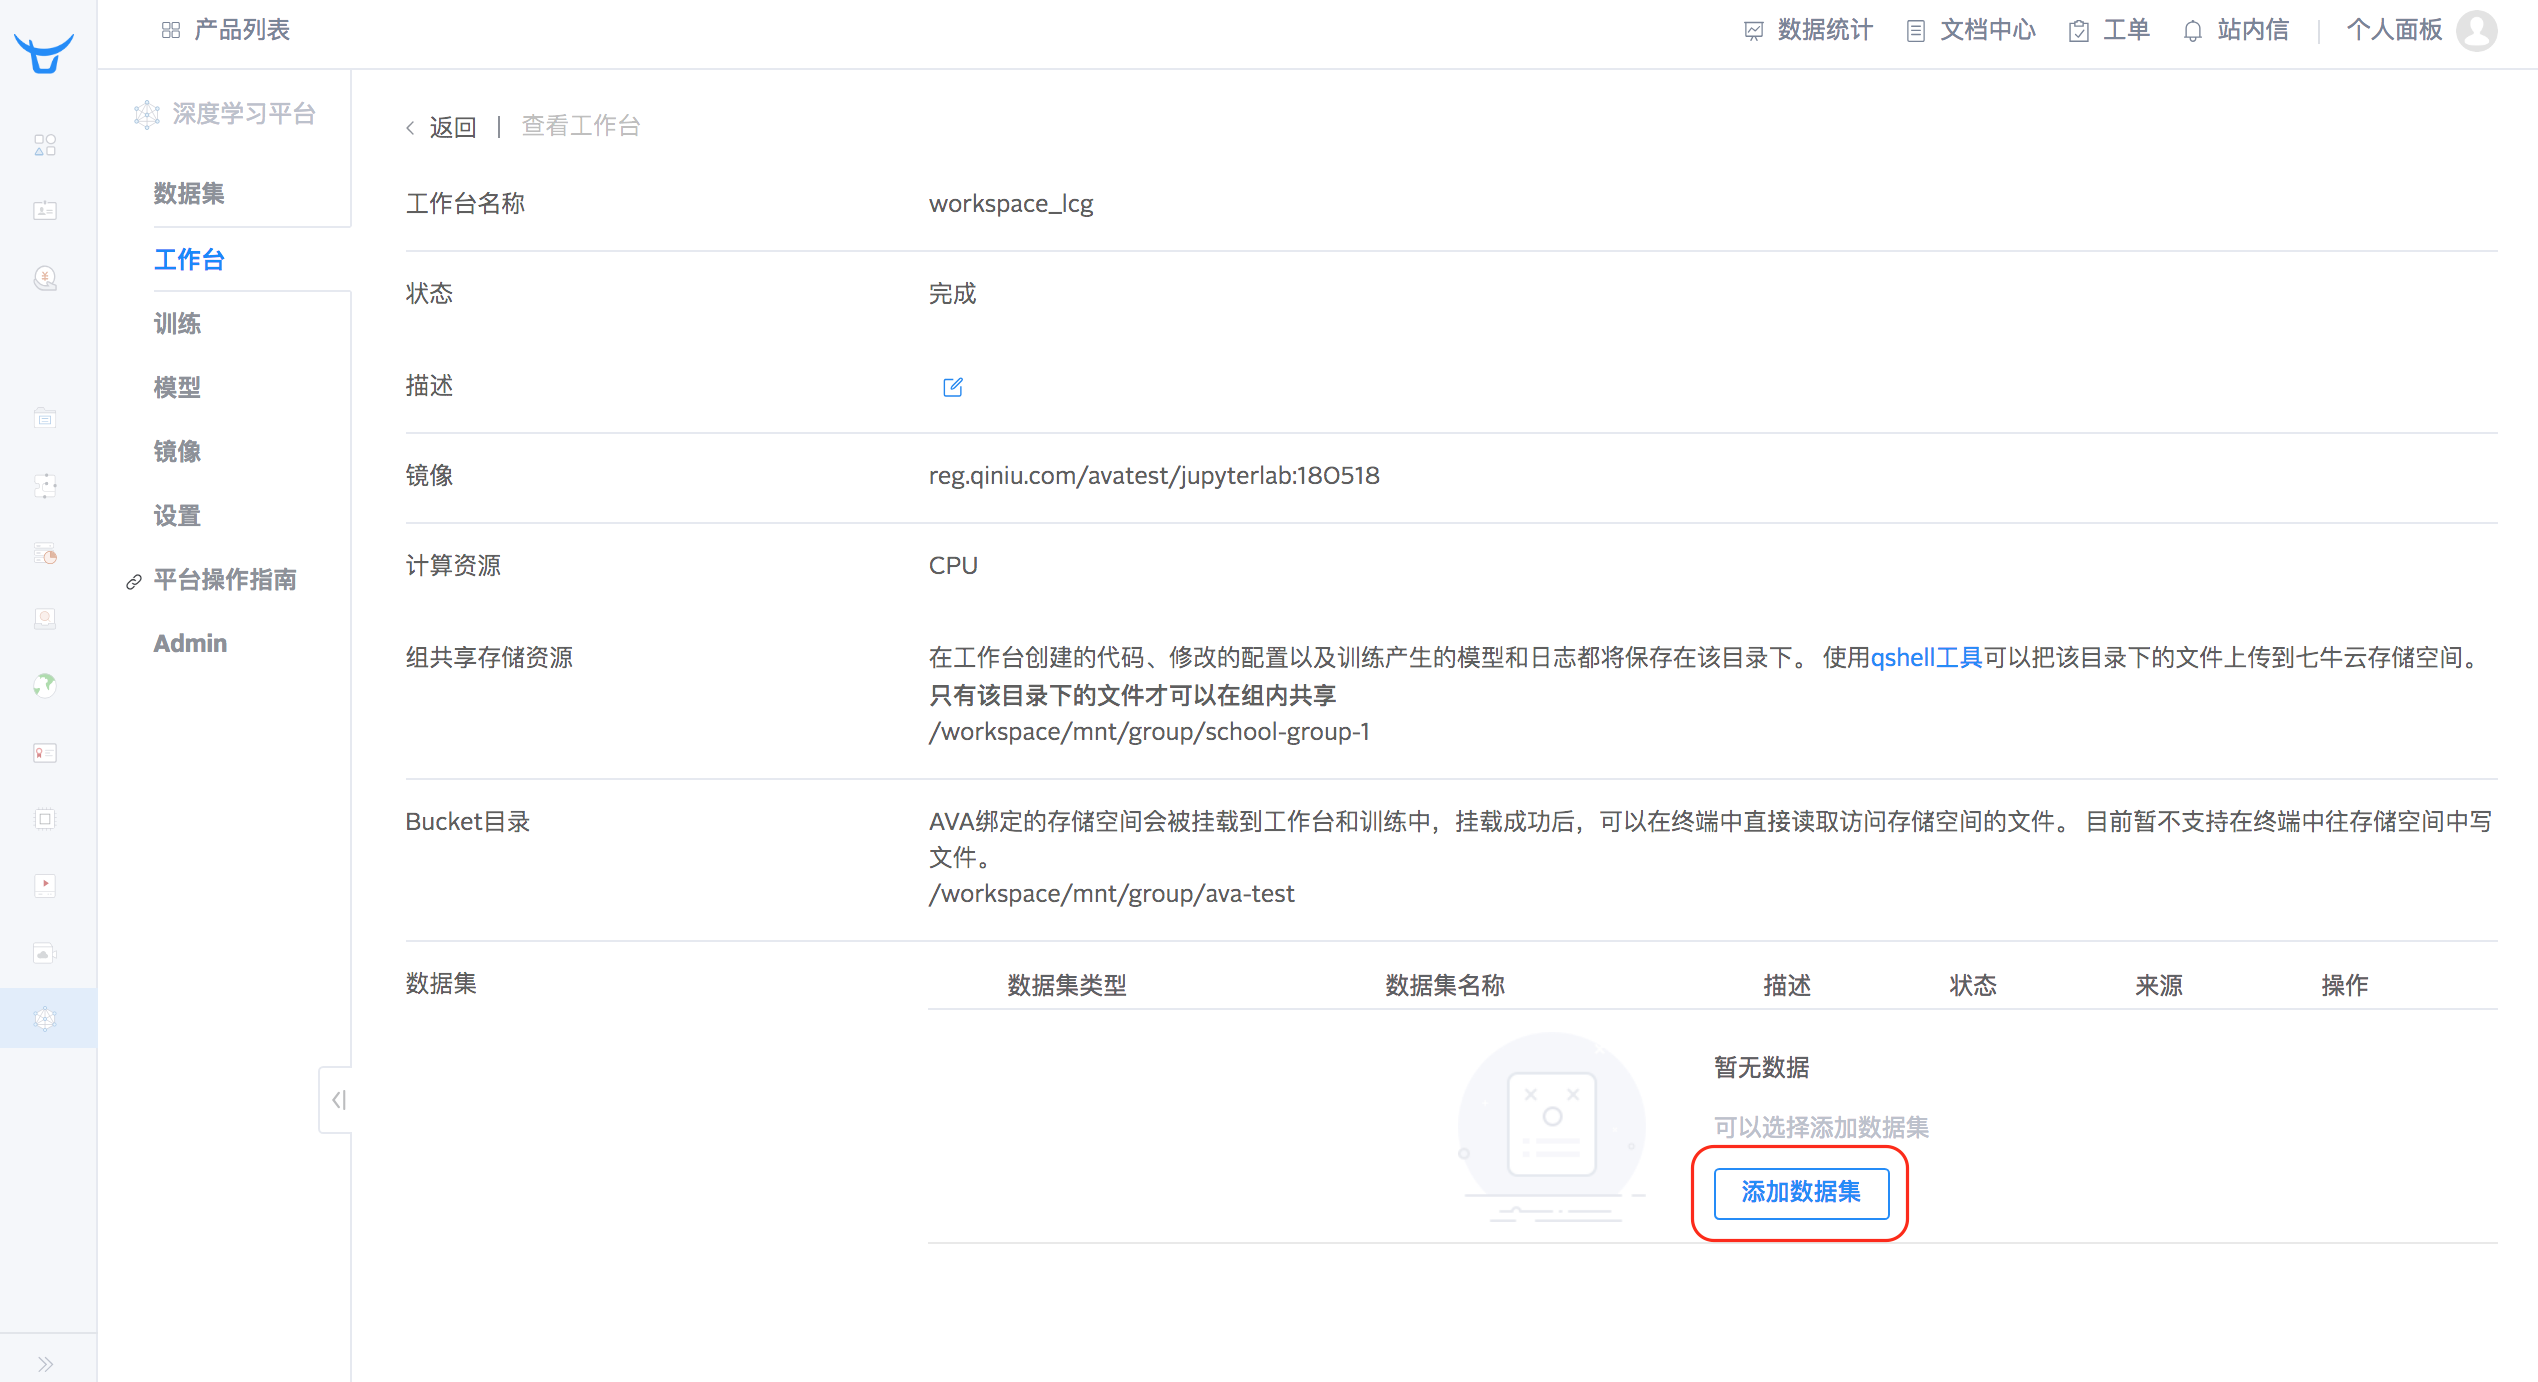 产品列表
数据统计
文档中心
工单
站内信
个人面板
深度学习平台
数据集
工作台
训练
模型
镜像
设置
平台操作指南
Admin
返回 | 查看工作台
工作台名称
workspace_lcg
状态
完成
描述
镜像
reg.qiniu.com/avatest/jupyterlab:180518
计算资源
CPU
组共享存储资源
在工作台创建的代码、修改的配置以及训练产生的模型和日志都将保存在该目录下。 使用qshell工具可以把该目录下的文件上传到七牛云存储空间。
只有该目录下的文件才可以在组内共享
/workspace/mnt/group/school-group-1
Bucket目录
AVA绑定的存储空间会被挂载到工作台和训练中，挂载成功后，可以在终端中直接读取访问存储空间的文件。 目前暂不支持在终端中往存储空间中写
文件。
/workspace/mnt/group/ava-test
数据集
数据集类型 数据集名称 描述 状态 来源 操作
暂无数据
可以选择添加数据集
添加数据集